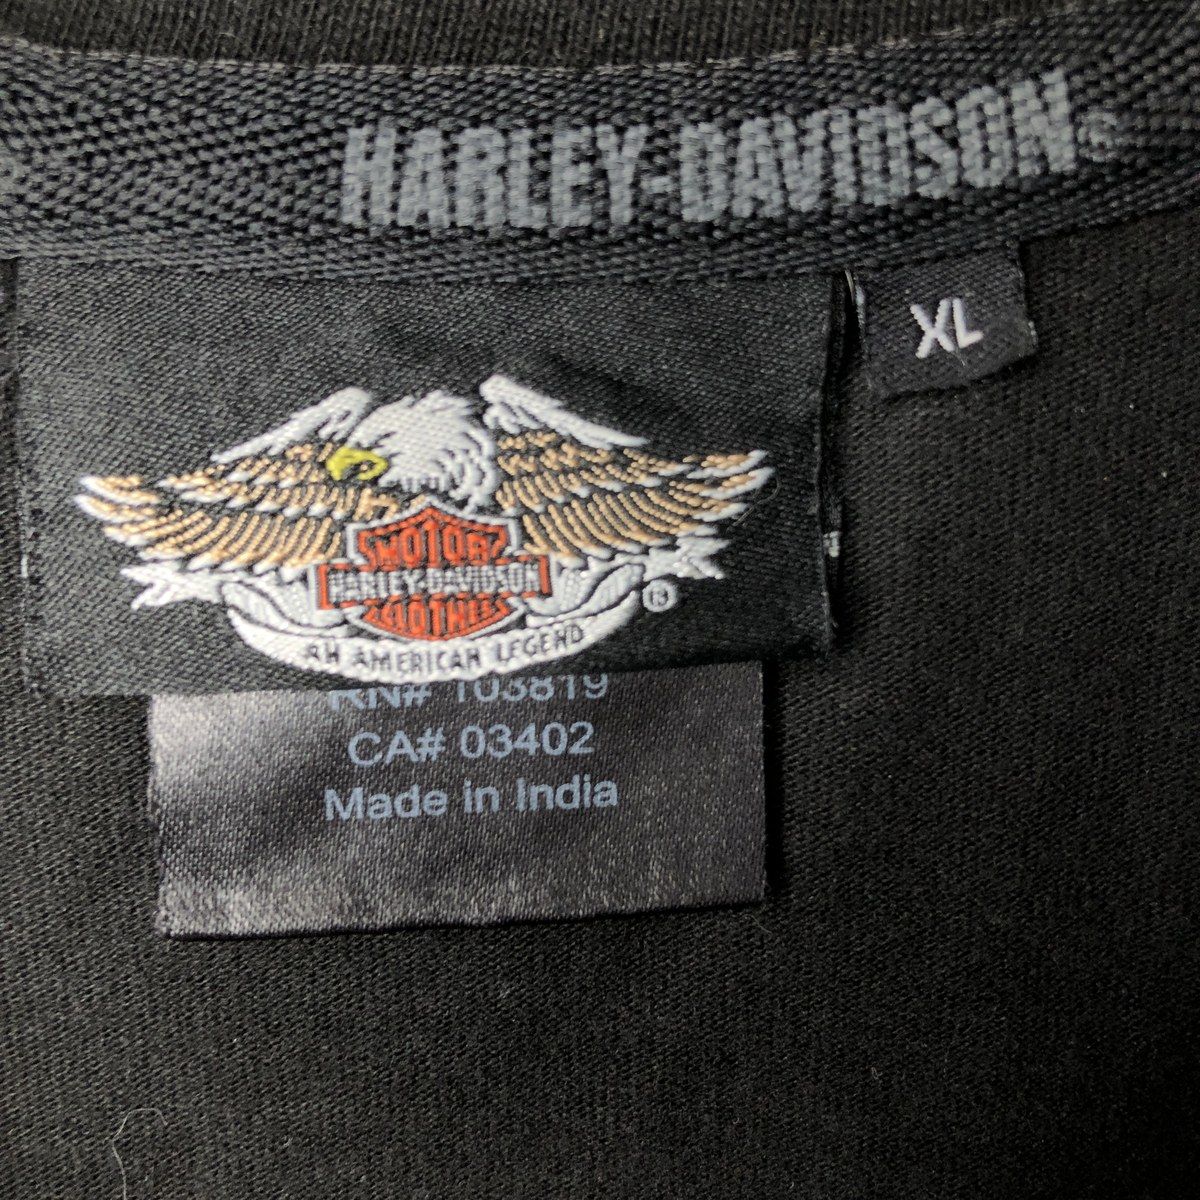 HARLEY-DAVIDSON®
XL
MOTOR
HARLEY-DAVIDSON
CLOTHES
AN AMERICAN LEGEND
®
RN# 103819
CA# 03402
Made in India